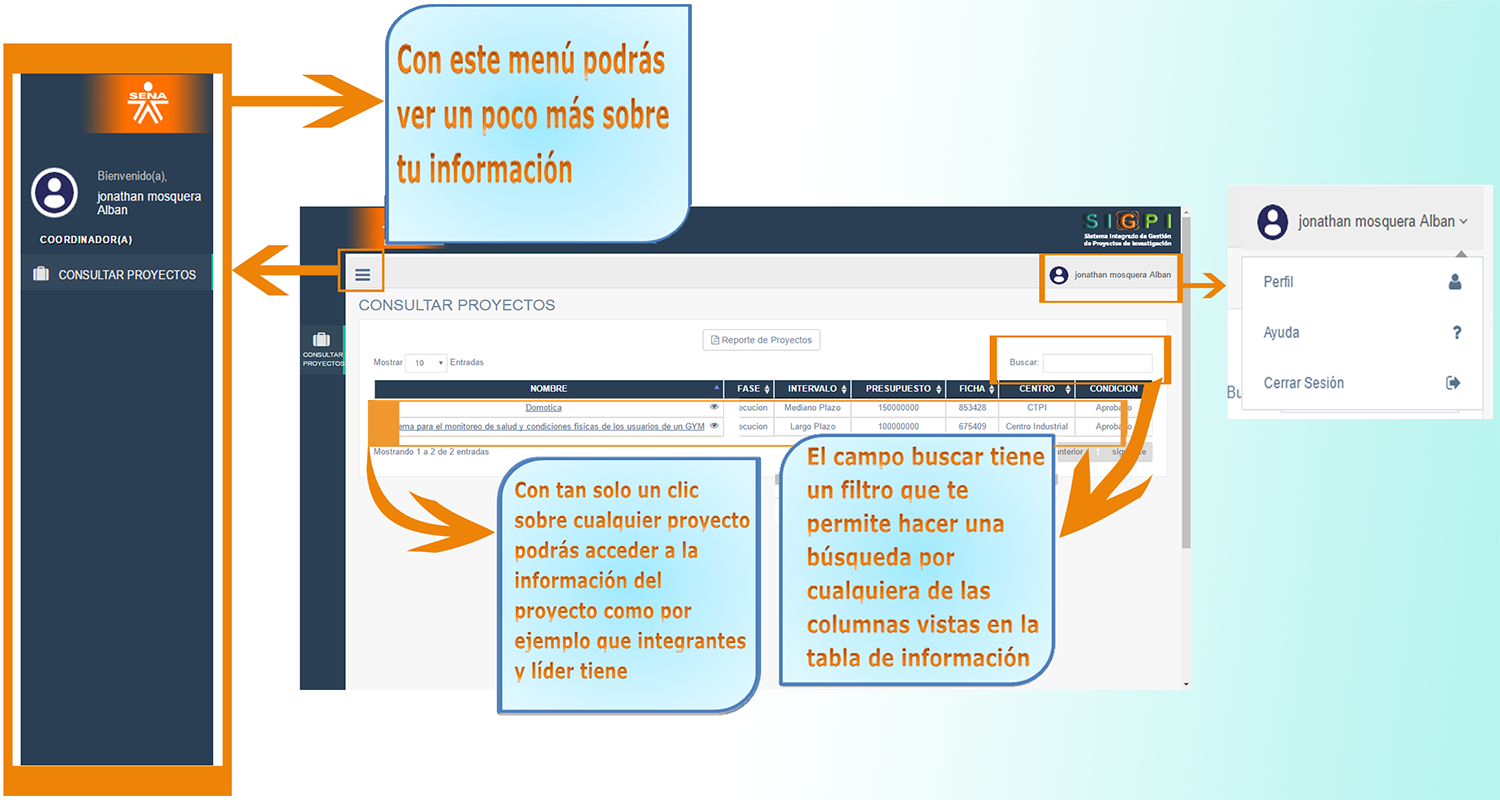 Con este menú podrás
ver un poco más sobre
tu información
SENA
Bienvenido(a),
jonathan mosquera
Alban
COORDINADOR(A)
CONSULTAR PROYECTOS
SIGPI
Sistema Integrado de Gestión
de Proyectos de Investigación
jonathan mosquera Alban
CONSULTAR PROYECTOS
CONSULTAR
PROYECTOS
Reporte de Proyectos
Mostrar 10 Entradas
Buscar:
NOMBRE FASE INTERVALO PRESUPUESTO FICHA CENTRO CONDICION
Domotica ecucion Mediano Plazo 150000000 853428 CTPI
ema para el monitoreo de salud y condiciones fisicas de los usuarios de un GYM ecucion Largo Plazo 100000000 675409 Centro Industrial
Mostrando 1 a 2 de 2 entradas
Con tan solo un clic
sobre cualquier proyecto
podrás acceder a la
información del
proyecto como por
ejemplo que integrantes
y líder tiene
El campo buscar tiene
un filtro que te
permite hacer una
búsqueda por
cualquiera de las
columnas vistas en la
tabla de información
jonathan mosquera Alban
Perfil
Ayuda ?
Cerrar Sesión
Bu